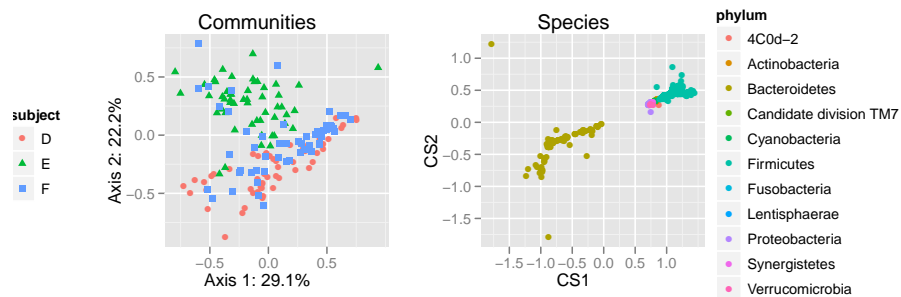 Communities
Species
subject
D
E
F
Axis 2: 22.2%
0.5
0.0
−0.5
−0.5
0.0
0.5
Axis 1: 29.1%
CS2
1.0
0.5
0.0
−0.5
−1.0
−1.5
−1.5 −1.0 −0.5 0.0 0.5 1.0
CS1
phylum
4C0d−2
Actinobacteria
Bacteroidetes
Candidate division TM7
Cyanobacteria
Firmicutes
Fusobacteria
Lentisphaerae
Proteobacteria
Synergistetes
Verrucomicrobia